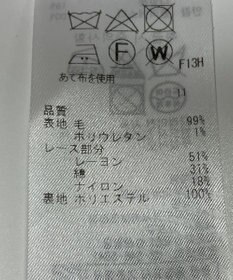 F W F13H
あて布を使用
11
品質
表地 毛 99%
ポリウレタン 1%
レース部分
レーヨン 51%
綿 31%
ナイロン 18%
裏地 ポリエステル 100%